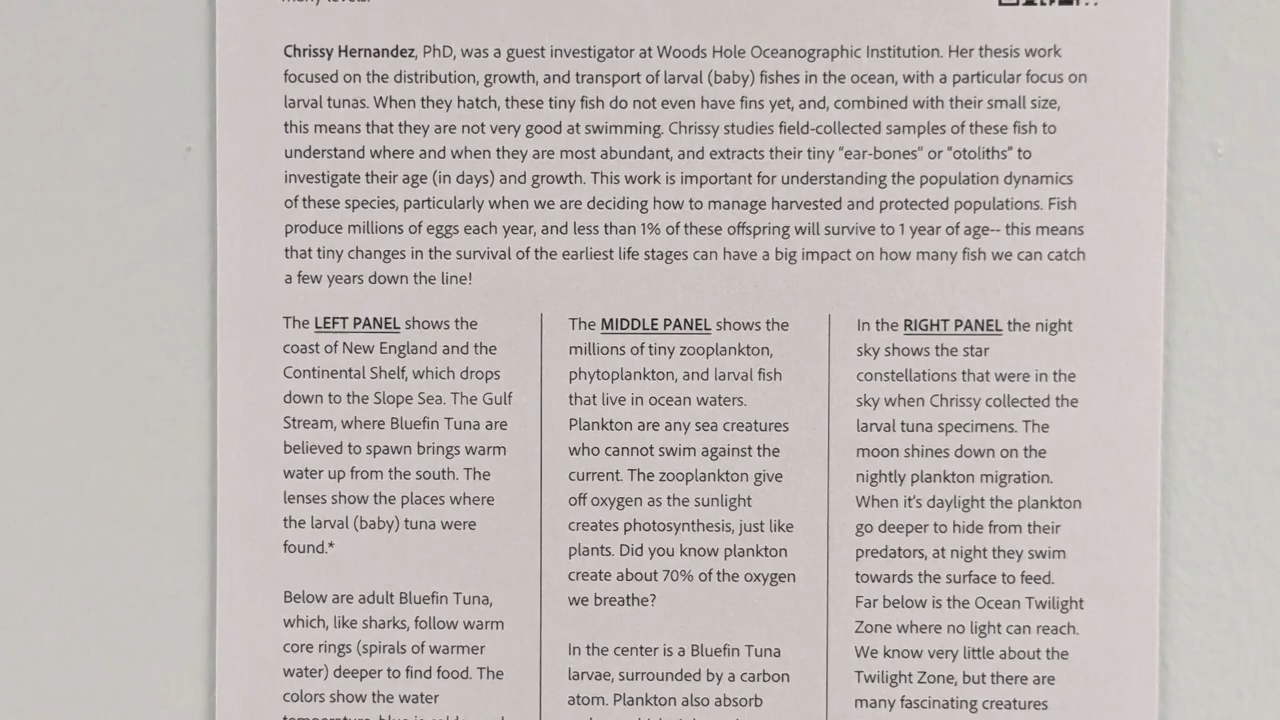 Chrissy Hernandez, PhD, was a guest investigator at Woods Hole Oceanographic Institution. Her thesis work
focused on the distribution, growth, and transport of larval (baby) fishes in the ocean, with a particular focus on
larval tunas. When they hatch, these tiny fish do not even have fins yet, and, combined with their small size,
this means that they are not very good at swimming. Chrissy studies field-collected samples of these fish to
understand where and when they are most abundant, and extracts their tiny “ear-bones” or “otoliths” to
investigate their age (in days) and growth. This work is important for understanding the population dynamics
of these species, particularly when we are deciding how to manage harvested and protected populations. Fish
produce millions of eggs each year, and less than 1% of these offspring will survive to 1 year of age-- this means
that tiny changes in the survival of the earliest life stages can have a big impact on how many fish we can catch
a few years down the line!
The LEFT PANEL shows the
coast of New England and the
Continental Shelf, which drops
down to the Slope Sea. The Gulf
Stream, where Bluefin Tuna are
believed to spawn brings warm
water up from the south. The
lenses show the places where
the larval (baby) tuna were
found.*
Below are adult Bluefin Tuna,
which, like sharks, follow warm
core rings (spirals of warmer
water) deeper to find food. The
colors show the water
The MIDDLE PANEL shows the
millions of tiny zooplankton,
phytoplankton, and larval fish
that live in ocean waters.
Plankton are any sea creatures
who cannot swim against the
current. The zooplankton give
off oxygen as the sunlight
creates photosynthesis, just like
plants. Did you know plankton
create about 70% of the oxygen
we breathe?
In the center is a Bluefin Tuna
larvae, surrounded by a carbon
atom. Plankton also absorb
In the RIGHT PANEL the night
sky shows the star
constellations that were in the
sky when Chrissy collected the
larval tuna specimens. The
moon shines down on the
nightly plankton migration.
When it’s daylight the plankton
go deeper to hide from their
predators, at night they swim
towards the surface to feed.
Far below is the Ocean Twilight
Zone where no light can reach.
We know very little about the
Twilight Zone, but there are
many fascinating creatures